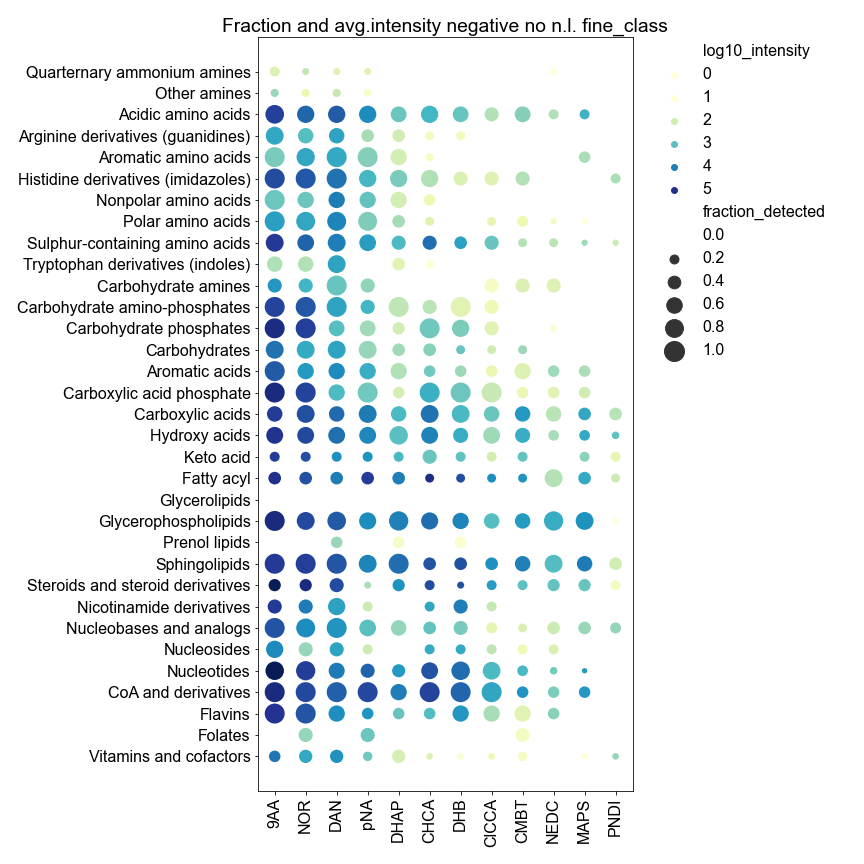 Fraction and avg.intensity negative no n.l. fine_class
Quarternary ammonium amines
Other amines
Acidic amino acids
Arginine derivatives (guanidines)
Aromatic amino acids
Histidine derivatives (imidazoles)
Nonpolar amino acids
Polar amino acids
Sulphur-containing amino acids
Tryptophan derivatives (indoles)
Carbohydrate amines
Carbohydrate amino-phosphates
Carbohydrate phosphates
Carbohydrates
Aromatic acids
Carboxylic acid phosphate
Carboxylic acids
Hydroxy acids
Keto acid
Fatty acyl
Glycerolipids
Glycerophospholipids
Prenol lipids
Sphingolipids
Steroids and steroid derivatives
Nicotinamide derivatives
Nucleobases and analogs
Nucleosides
Nucleotides
CoA and derivatives
Flavins
Folates
Vitamins and cofactors
9AA
NOR
DAN
pNA
DHAP
CHCA
DHB
ClCCA
CMBT
NEDC
MAPS
PNDI
log10_intensity
0
1
2
3
4
5
fraction_detected
0.0
0.2
0.4
0.6
0.8
1.0